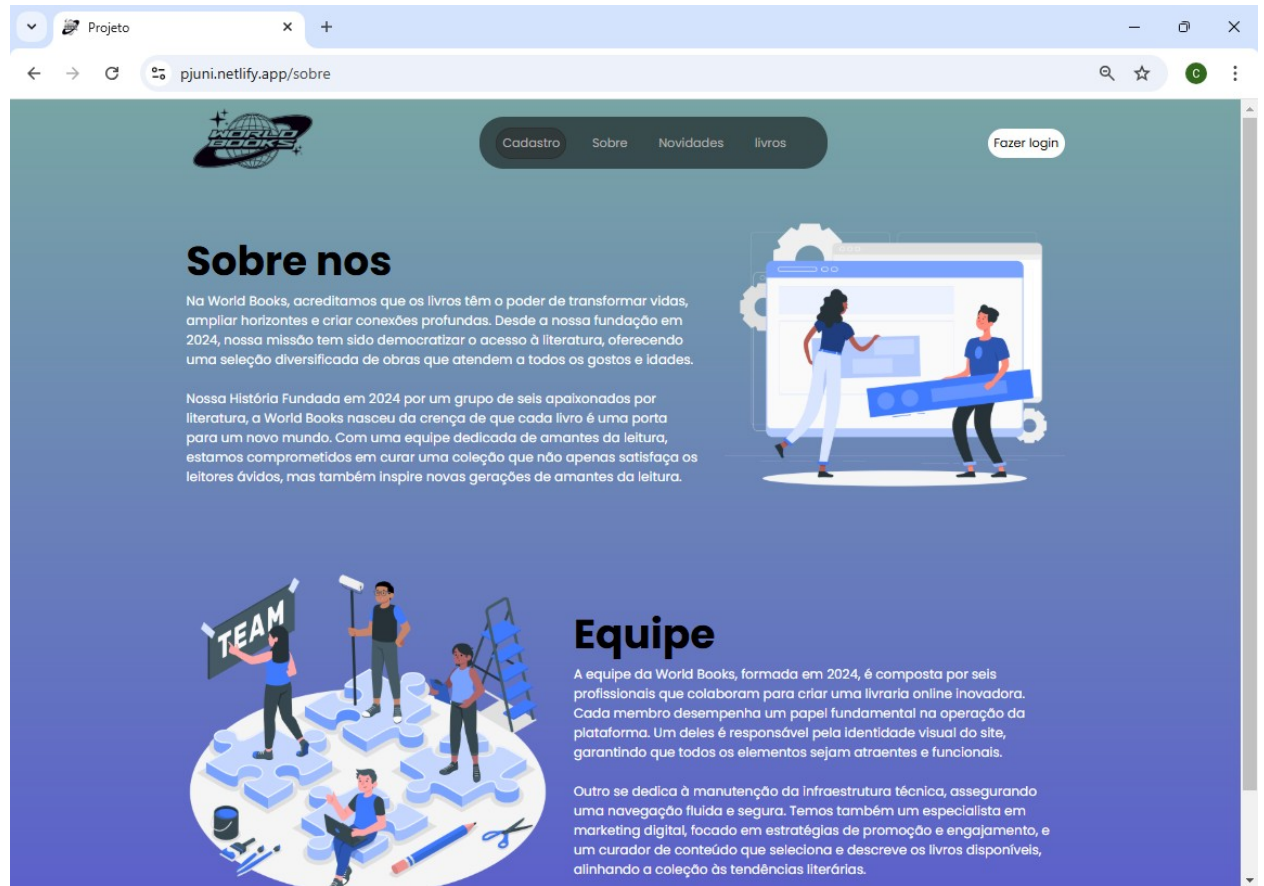 Projeto
pjuni.netlify.app/sobre
C
WORLD
BOOKS
Cadastro
Sobre
Novidades
livros
Fazer login
Sobre nos
Na World Books, acreditamos que os livros têm o poder de transformar vidas,
ampliar horizontes e criar conexões profundas. Desde a nossa fundação em
2024, nossa missão tem sido democratizar o acesso à literatura, oferecendo
uma seleção diversificada de obras que atendem a todos os gostos e idades.
Nossa História Fundada em 2024 por um grupo de seis apaixonados por
literatura, a World Books nasceu da crença de que cada livro é uma porta
para um novo mundo. Com uma equipe dedicada de amantes da leitura,
estamos comprometidos em curar uma coleção que não apenas satisfaça os
leitores ávidos, mas também inspire novas gerações de amantes da leitura.
TEAM
Equipe
A equipe da World Books, formada em 2024, é composta por seis
profissionais que colaboram para criar uma livraria online inovadora.
Cada membro desempenha um papel fundamental na operação da
plataforma. Um deles é responsável pela identidade visual do site,
garantindo que todos os elementos sejam atraentes e funcionais.
Outro se dedica à manutenção da infraestrutura técnica, assegurando
uma navegação fluida e segura. Temos também um especialista em
marketing digital, focado em estratégias de promoção e engajamento, e
um curador de conteúdo que seleciona e descreve os livros disponíveis,
alinhando a coleção às tendências literárias.